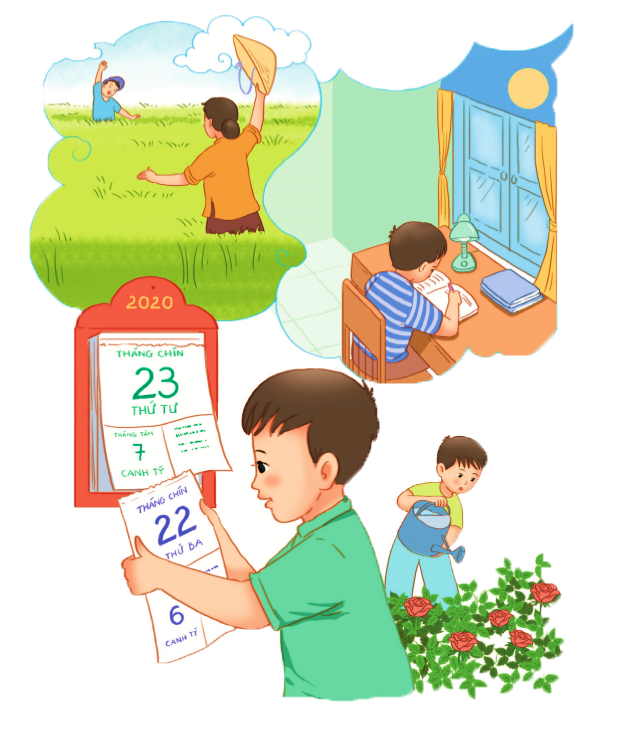 2020
THÁNG CHÍN
23
THỨ TƯ
THÁNG TÁM
7
CANH TÝ
THÁNG CHÍN
22
THỨ BA
6
CANH TÝ